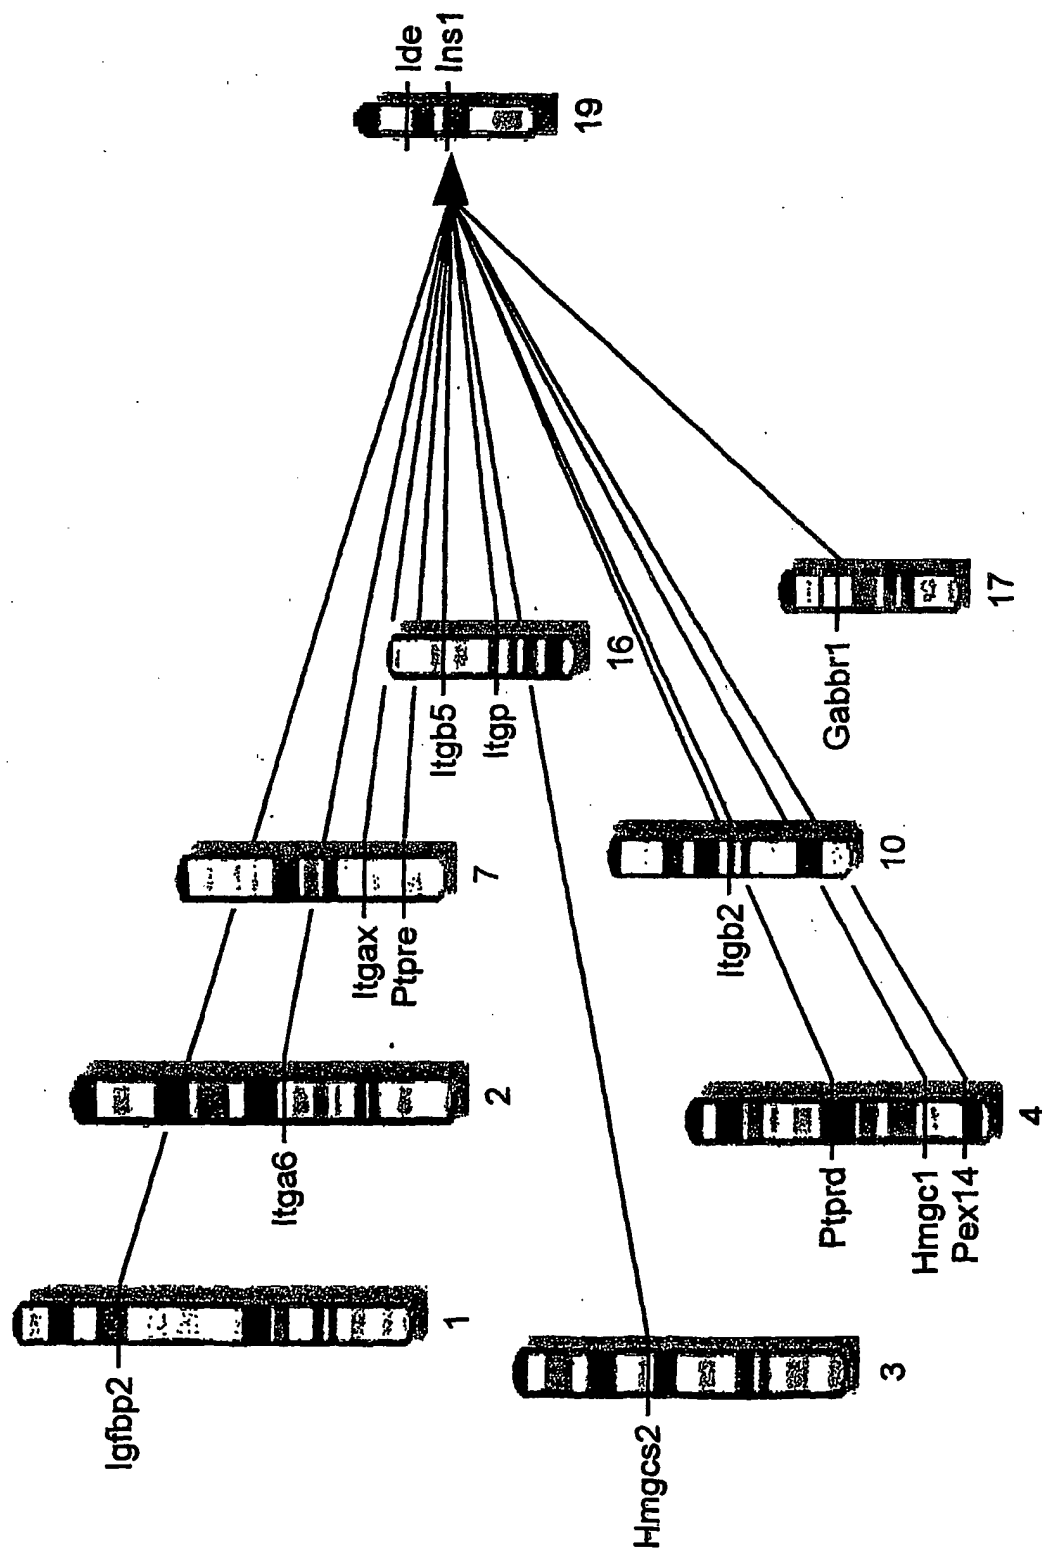 Ide
Ins1
19
Igfbp2
1
Itga6
2
Itgax
Ptpre
7
Itgb5
Itgp
16
Hmgcs2
3
Ptprd
Hmgc1
Pex14
4
Itgb2
10
Gabbr1
17